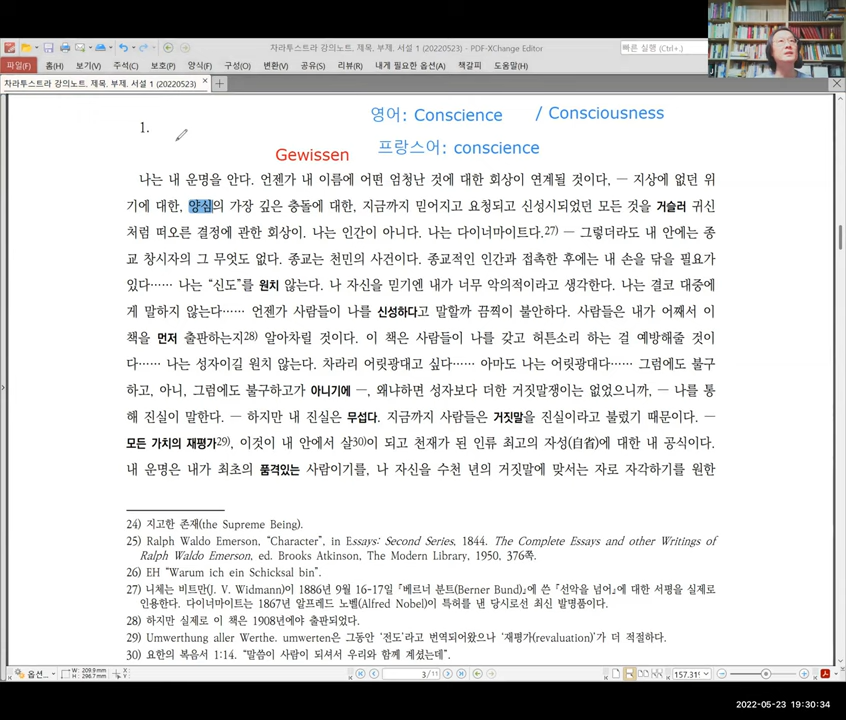 자라투스트라 강의노트. 제목. 부제. 서설 1 (20220523) - PDF-XChange Editor
빠른 실행 (Ctrl+.)
파일(F) 홈(H) 보기(V) 주석(C) 보호(P) 양식(F) 구성(O) 변환(V) 공유(S) 리뷰(R) 내게 필요한 옵션(A) 책갈피 도움말(H)
자라투스트라 강의노트. 제목. 부제. 서설 1 (20220523) ×
영어: Conscience / Consciousness
1.
Gewissen 프랑스어: conscience
나는 내 운명을 안다. 언젠가 내 이름에 어떤 엄청난 것에 대한 회상이 연계될 것이다, — 지상에 없던 위
기에 대한, 양심의 가장 깊은 충돌에 대한, 지금까지 믿어지고 요청되고 신성시되었던 모든 것을 거슬러 귀신
처럼 떠오른 결정에 관한 회상이. 나는 인간이 아니다. 나는 다이너마이트다.27) — 그렇더라도 내 안에는 종
교 창시자의 그 무엇도 없다. 종교는 천민의 사건이다. 종교적인 인간과 접촉한 후에는 내 손을 닦을 필요가
있다…… 나는 “신도”를 원치 않는다. 나 자신을 믿기엔 내가 너무 악의적이라고 생각한다. 나는 결코 대중에
게 말하지 않는다…… 언젠가 사람들이 나를 신성하다고 말할까 끔찍이 불안하다. 사람들은 내가 어째서 이
책을 먼저 출판하는지28) 알아차릴 것이다. 이 책은 사람들이 나를 갖고 허튼소리 하는 걸 예방해줄 것이
다…… 나는 성자이길 원치 않는다. 차라리 어릿광대고 싶다…… 아마도 나는 어릿광대다…… 그럼에도 불구
하고, 아니, 그럼에도 불구하고가 아니기에 —, 왜냐하면 성자보다 더한 거짓말쟁이는 없었으니까, — 나를 통
해 진실이 말한다. — 하지만 내 진실은 무섭다. 지금까지 사람들은 거짓말을 진실이라고 불렀기 때문이다. —
모든 가치의 재평가29), 이것이 내 안에서 살30)이 되고 천재가 된 인류 최고의 자성(自省)에 대한 내 공식이다.
내 운명은 내가 최초의 품격있는 사람이기를, 나 자신을 수천 년의 거짓말에 맞서는 자로 자각하기를 원한
24) 지고한 존재(the Supreme Being).
25) Ralph Waldo Emerson, “Character”, in Essays: Second Series, 1844. The Complete Essays and other Writings of
Ralph Waldo Emerson, ed. Brooks Atkinson, The Modern Library, 1950, 376쪽.
26) EH “Warum ich ein Schicksal bin”.
27) 니체는 비트만(J. V. Widmann)이 1886년 9월 16-17일 『베르너 분트(Berner Bund)』에 쓴 『선악을 넘어』에 대한 서평을 실제로
인용한다. 다이너마이트는 1867년 알프레드 노벨(Alfred Nobel)이 특허를 낸 당시로선 최신 발명품이다.
28) 하지만 실제로 이 책은 1908년에야 출판되었다.
29) Umwerthung aller Werthe. umwerten은 그동안 ‘전도’라고 번역되어왔으나 ‘재평가(revaluation)’가 더 적절하다.
30) 요한의 복음서 1:14. “말씀이 사람이 되셔서 우리와 함께 계셨는데”.
옵션... W: 209.9mm H: 296.7mm X: Y: 3/11 157.31%
2022-05-23 19:30:34